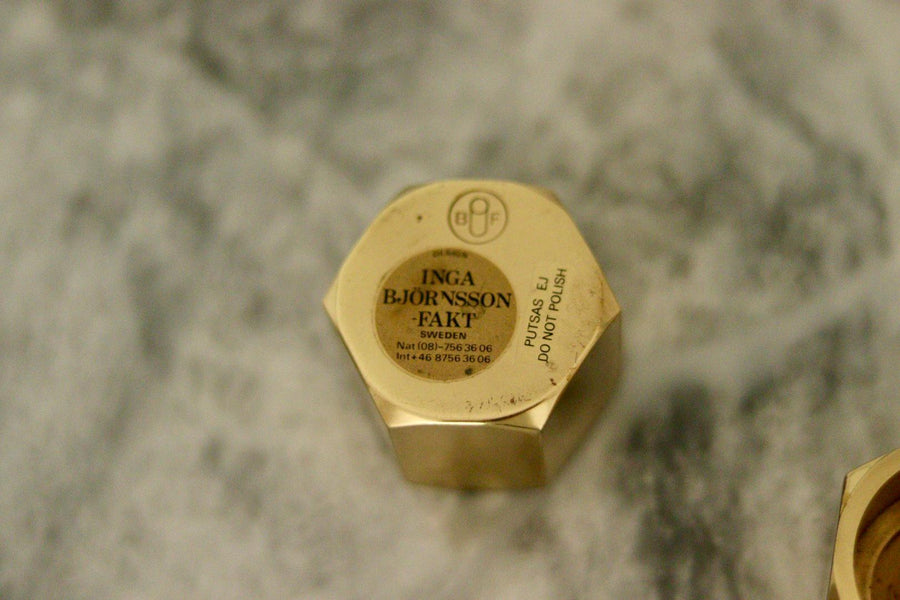 B F
DESIGN
INGA
BJÖRNSSON
-FAKT
SWEDEN
Nat (08)-756 36 06
Int +46 8756 36 06
PUTSAS EJ
DO NOT POLISH